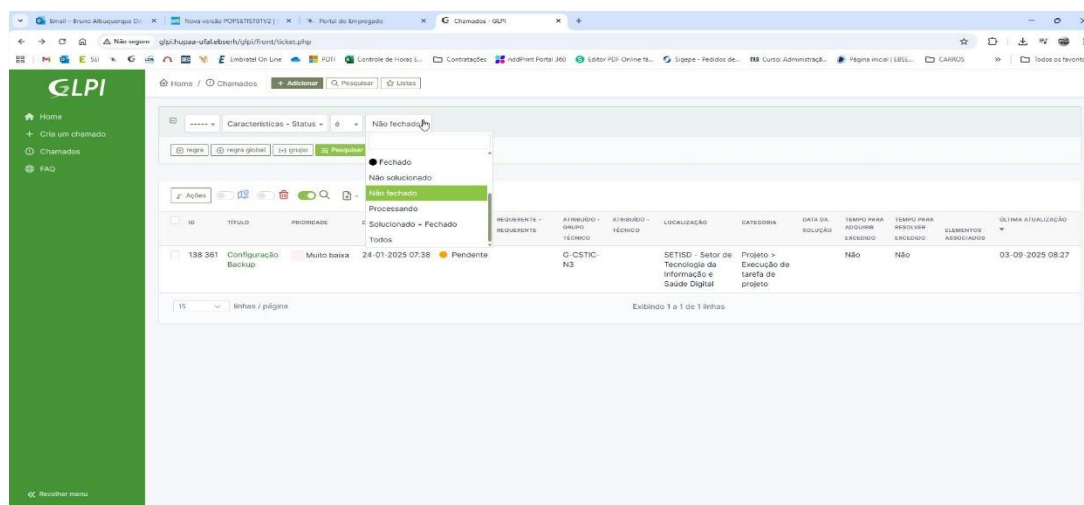 Email - Bruno Albuquerque D
Nova versão POPSETIST01V2 |
Portal do Empregado
Chamados - GLPI
Não seguro
glpi.hupaa-ufal.ebserh/glpi/front/ticket.php
SEI
Embratel On Line
PDTI
Controle de Horas E...
Contratações
nddPrint Portal 360
Editor PDF Online fa...
Sigepe - Pedidos de...
Curso: Administraçã...
Página inicial | EBSE...
CARROS
Todos os favorito
GLPI
Home / Chamados
Adicionar
Pesquisar
Listas
Home
Cria um chamado
Chamados
FAQ
-----
Características - Status
é
Não fechado
regra
regra global
(+) grupo
Pesquisar
Fechado
Não solucionado
Não fechado
Processando
Solucionado + Fechado
Todos
Ações
ID
TÍTULO
PRIORIDADE
REQUERENTE - REQUERENTE
ATRIBUÍDO - GRUPO TÉCNICO
ATRIBUÍDO - TÉCNICO
LOCALIZAÇÃO
CATEGORIA
DATA DA SOLUÇÃO
TEMPO PARA ADQUIRIR EXCEDIDO
TEMPO PARA RESOLVER EXCEDIDO
ELEMENTOS ASSOCIADOS
ÚLTIMA ATUALIZAÇÃO
138 361
Configuração Backup
Muito baixa
24-01-2025 07:38
Pendente
G-CSTIC-N3
SETISD - Setor de Tecnologia da Informação e Saúde Digital
Projeto > Execução de tarefa de projeto
Não
Não
03-09-2025 08:27
15
linhas / página
Exibindo 1 a 1 de 1 linhas
Recolher menu